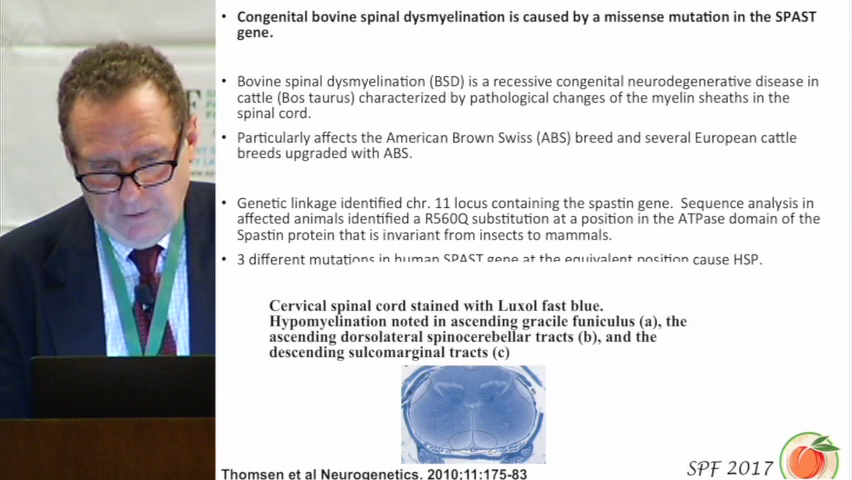 • Congenital bovine spinal dysmyelination is caused by a missense mutation in the SPAST
gene.
• Bovine spinal dysmyelination (BSD) is a recessive congenital neurodegenerative disease in
cattle (Bos taurus) characterized by pathological changes of the myelin sheaths in the
spinal cord.
• Particularly affects the American Brown Swiss (ABS) breed and several European cattle
breeds upgraded with ABS.
• Genetic linkage identified chr. 11 locus containing the spastin gene. Sequence analysis in
affected animals identified a R560Q substitution at a position in the ATPase domain of the
Spastin protein that is invariant from insects to mammals.
• 3 different mutations in human SPAST gene at the equivalent position cause HSP.
Cervical spinal cord stained with Luxol fast blue.
Hypomyelination noted in ascending gracile funiculus (a), the
ascending dorsolateral spinocerebellar tracts (b), and the
descending sulcomarginal tracts (c)
Thomsen et al Neurogenetics. 2010;11:175-83
SPF 2017